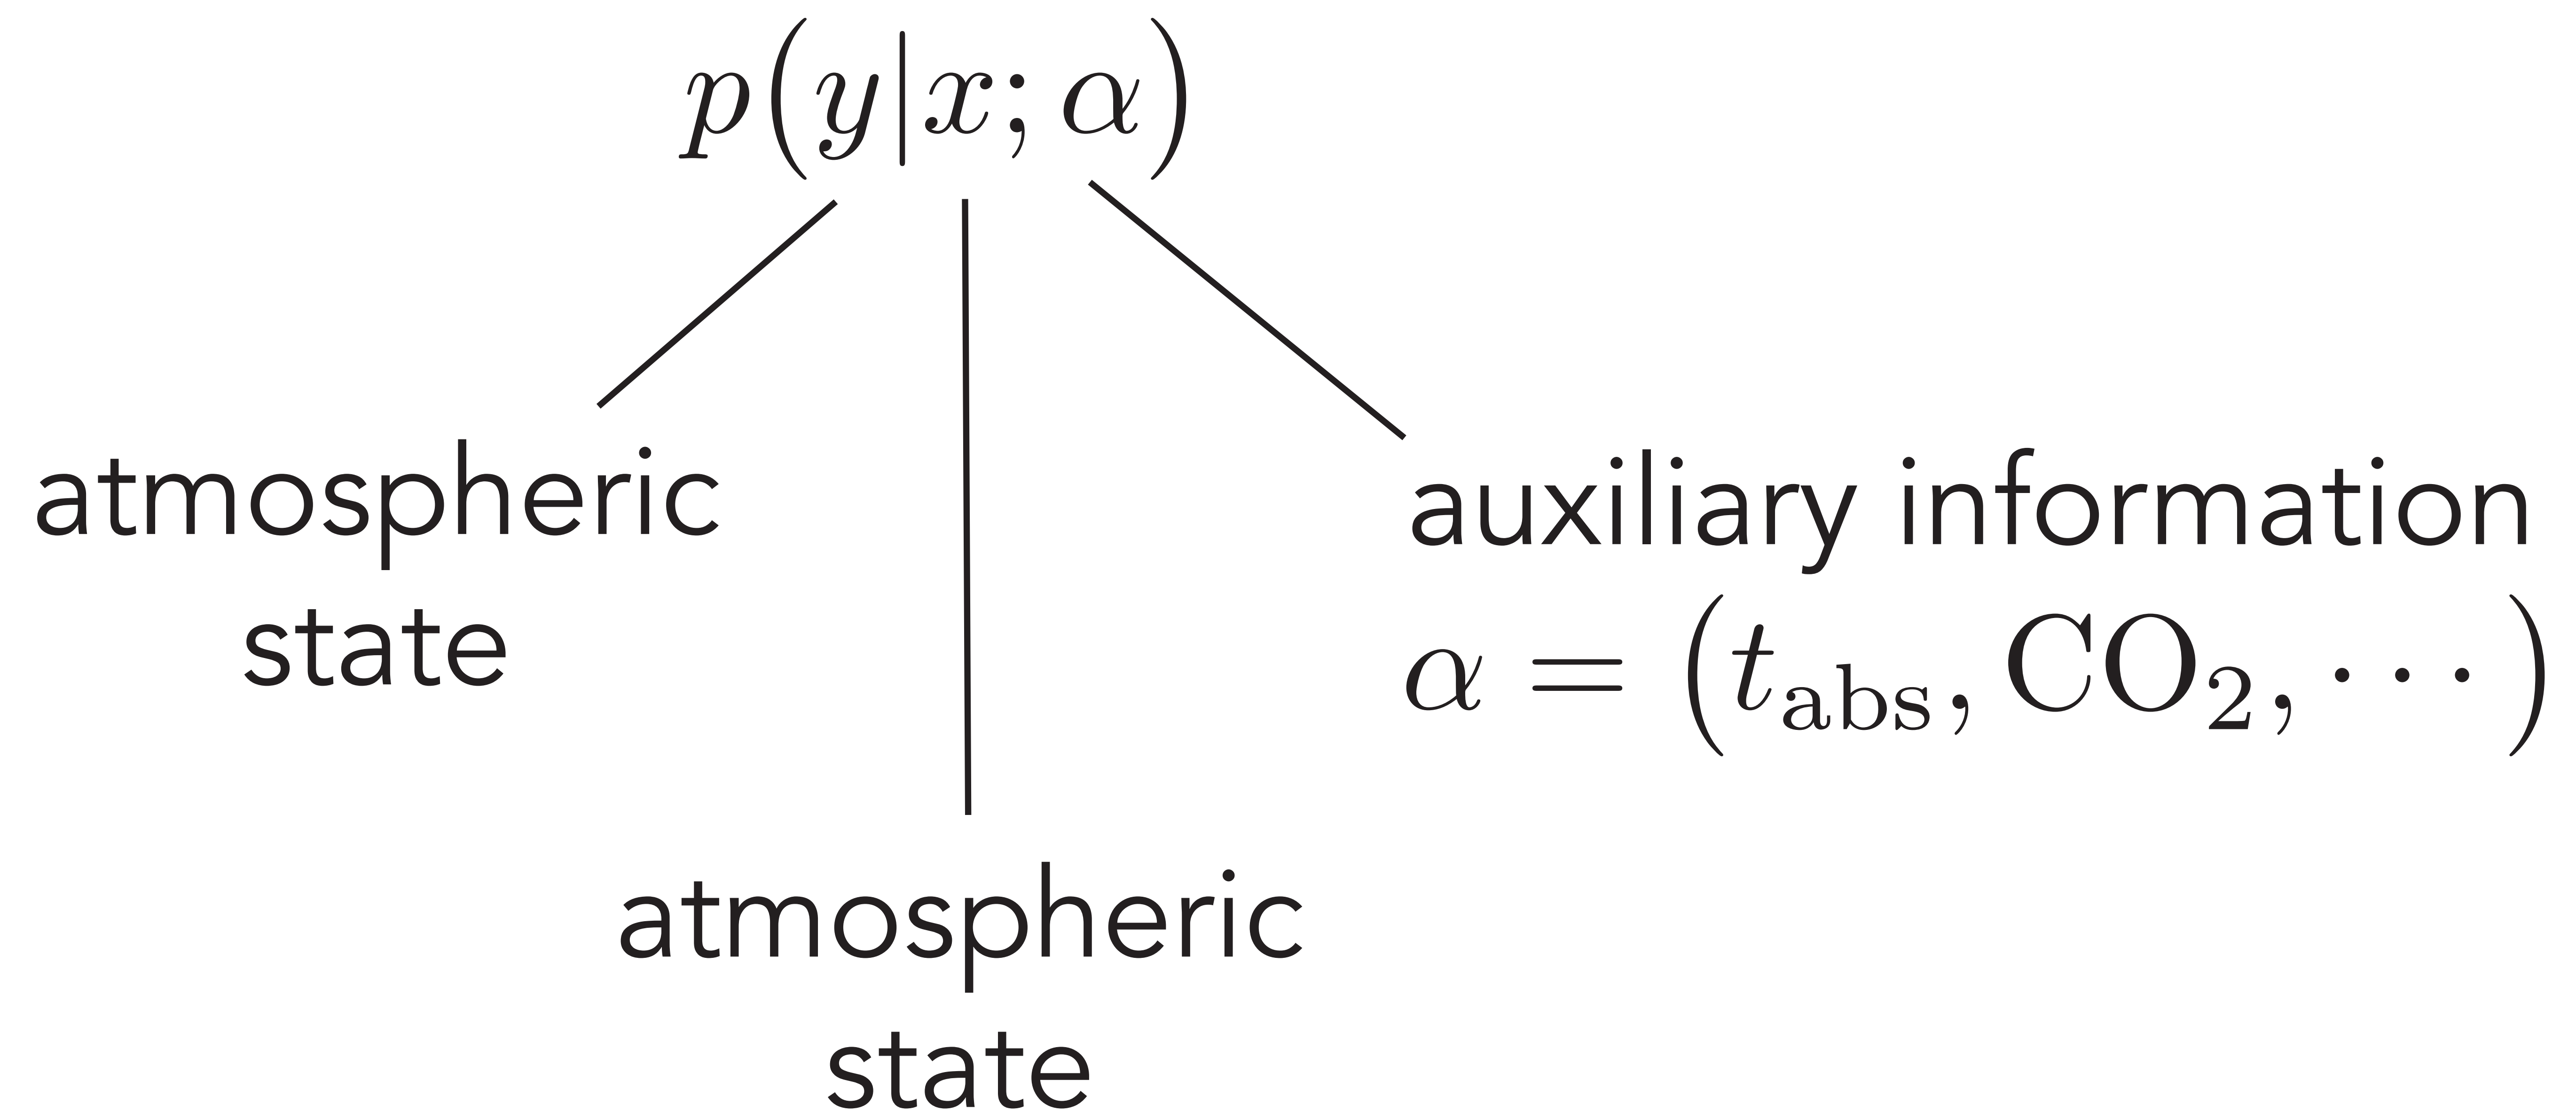 p(y|x; α)
atmospheric
state
auxiliary information
α = (t_abs, CO₂, ⋯)
atmospheric
state